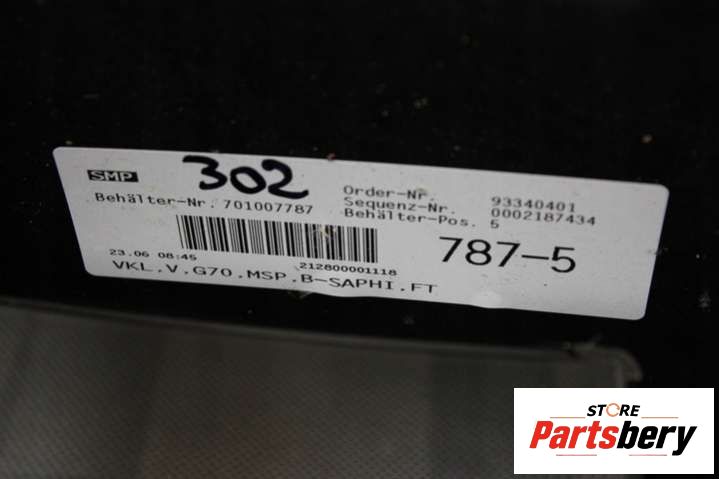 SMP
302
Order-Nr. 93340401
Sequenz-Nr. 0002187434
Behälter-Nr. 701007787
Behälter-Pos. 5
787-5
23.06 08:45
212800001118
VKL.V.G70.MSP.B-SAPHI.FT
STORE
Partsbery